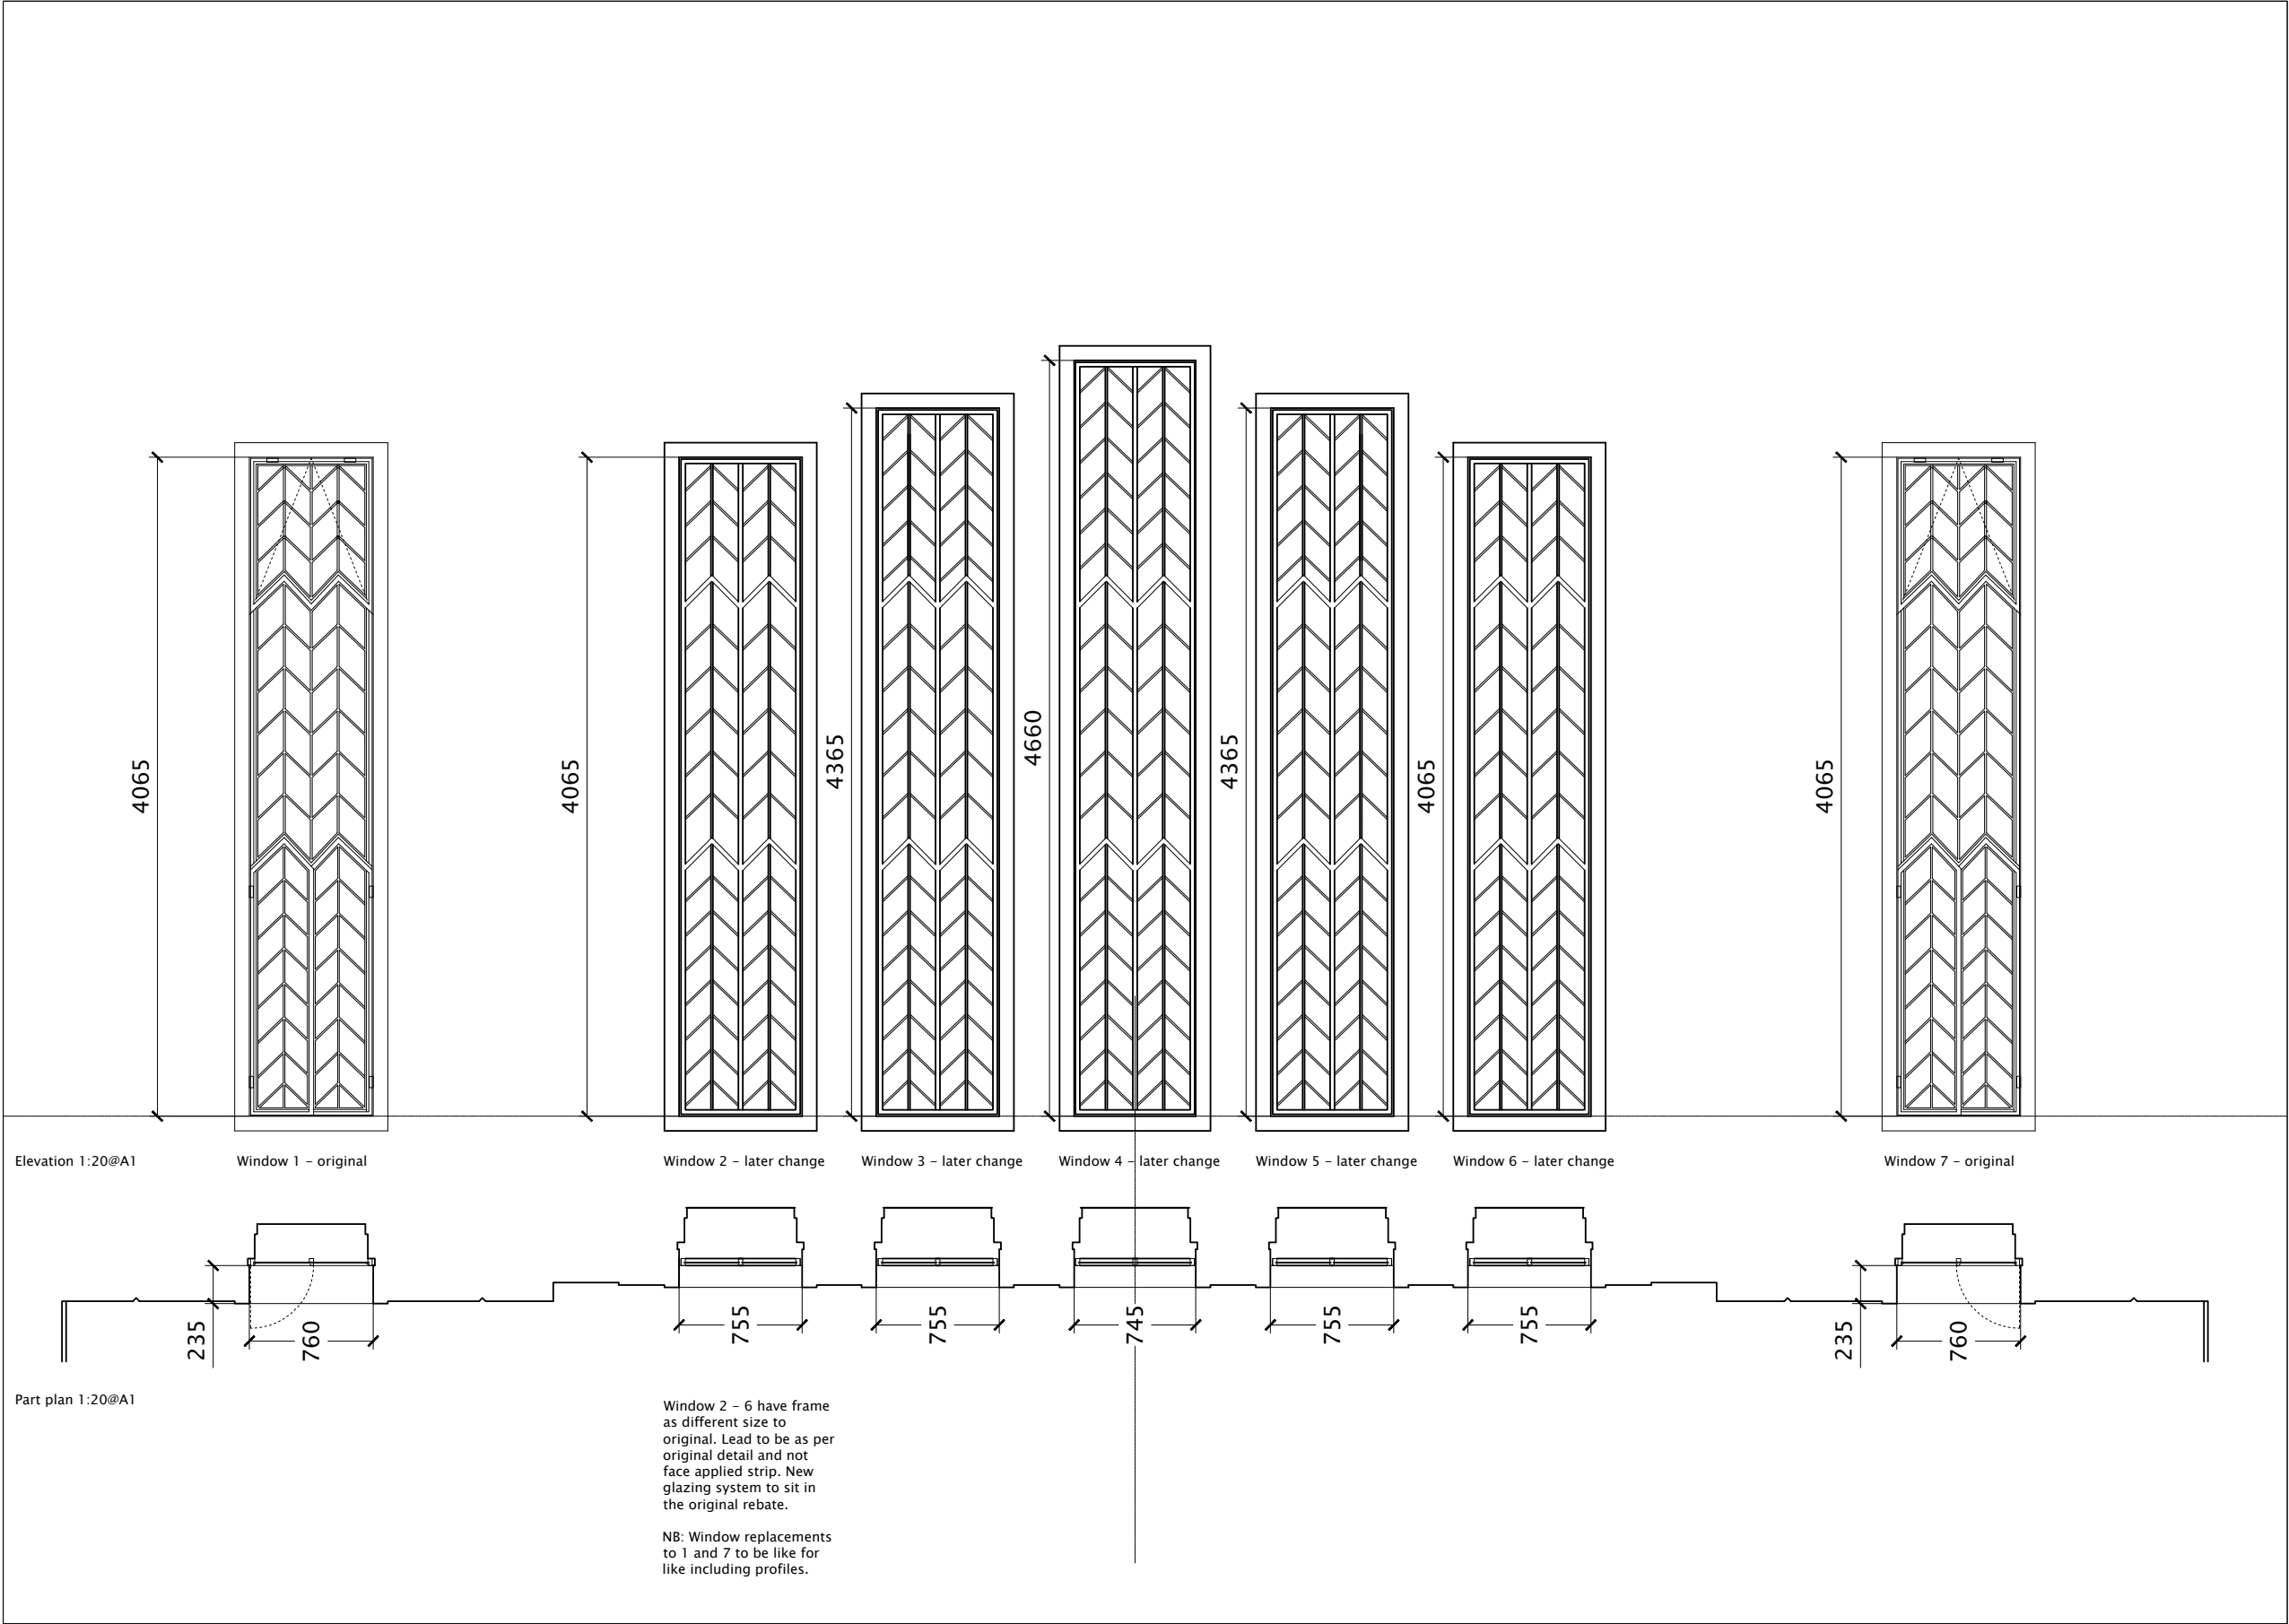 4065
4065
4365
4660
4365
4065
4065
Elevation 1:20@A1
Window 1 – original
Window 2 – later change
Window 3 – later change
Window 4 – later change
Window 5 – later change
Window 6 – later change
Window 7 – original
235
760
755
755
745
755
755
235
760
Part plan 1:20@A1
Window 2 – 6 have frame
as different size to
original. Lead to be as per
original detail and not
face applied strip. New
glazing system to sit in
the original rebate.
NB: Window replacements
to 1 and 7 to be like for
like including profiles.